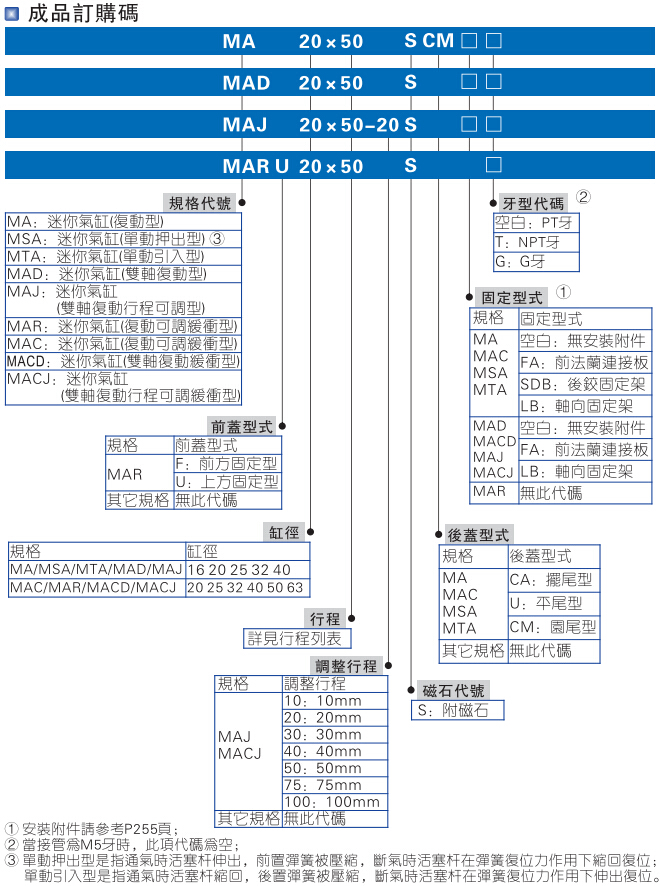 成品訂購碼
MA 20×50 S CM □ □
MAD 20×50 S □ □
MAJ 20×50-20 S □ □
MAR U 20×50 S □
規格代號
MA：迷你氣缸(復動型)
MSA：迷你氣缸(單動押出型) ③
MTA：迷你氣缸(單動引入型)
MAD：迷你氣缸(雙軸復動型)
MAJ：迷你氣缸
(雙軸復動行程可調型)
MAR：迷你氣缸(復動可調緩衝型)
MAC：迷你氣缸(復動可調緩衝型)
MACD：迷你氣缸(雙軸復動緩衝型)
MACJ：迷你氣缸
(雙軸復動行程可調緩衝型)
牙型代碼 ②
空白：PT牙
T：NPT牙
G：G牙
固定型式 ①
規格 固定型式
MA
MAC
MSA
MTA
空白：無安裝附件
FA：前法蘭連接板
SDB：後鉸固定架
LB：軸向固定架
MAD
MACD
MAJ
MACJ
空白：無安裝附件
FA：前法蘭連接板
LB：軸向固定架
MAR 無此代碼
前蓋型式
規格 前蓋型式
MAR
F：前方固定型
U：上方固定型
其它規格 無此代碼
缸徑
規格 缸徑
MA/MSA/MTA/MAD/MAJ 16 20 25 32 40
MAC/MAR/MACD/MACJ 20 25 32 40 50 63
後蓋型式
規格 後蓋型式
MA
MAC
MSA
MTA
CA：擺尾型
U：平尾型
CM：園尾型
其它規格 無此代碼
行程
詳見行程列表
調整行程
規格 調整行程
MAJ
MACJ
10：10mm
20：20mm
30：30mm
40：40mm
50：50mm
75：75mm
100：100mm
其它規格 無此代碼
磁石代號
S：附磁石
① 安裝附件請參考P255頁；
② 當接管爲M5牙時，此項代碼爲空；
③ 單動押出型是指通氣時活塞杆伸出，前置彈簧被壓縮，斷氣時活塞杆在彈簧復位力作用下縮回復位；
單動引入型是指通氣時活塞杆縮回，後置彈簧被壓縮，斷氣時活塞杆在彈簧復位力作用下伸出復位。